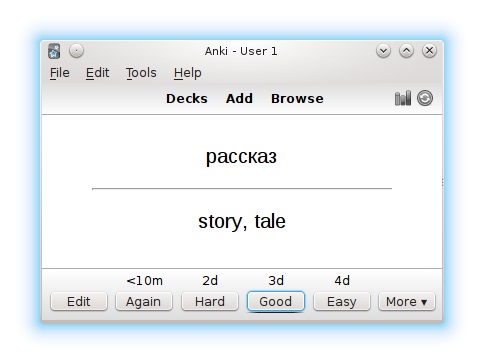 Anki - User 1
File Edit Tools Help
Decks Add Browse
рассказ
story, tale
<10m 2d 3d 4d
Edit Again Hard Good Easy More ▾